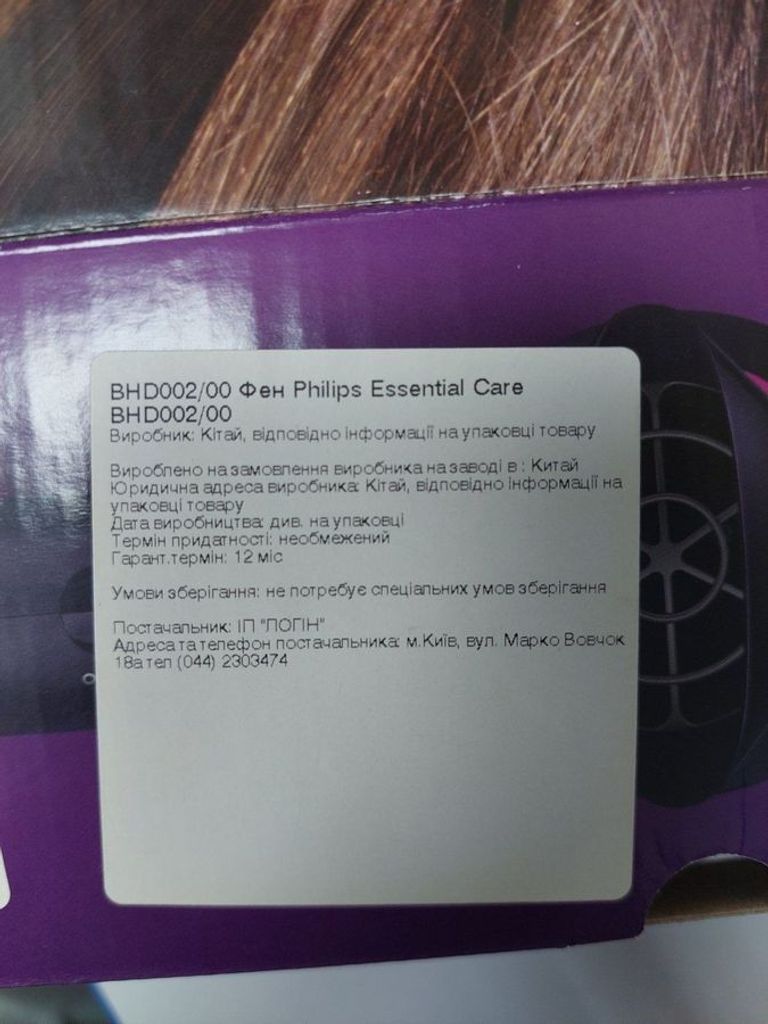 BHD002/00 Фен Philips Essential Care
BHD002/00
Виробник: Кітай, відповідно інформації на упаковці товару
Вироблено на замовлення виробника на заводі в : Китай
Юридична адреса виробника: Кітай, відповідно інформації на
упаковці товару
Дата виробництва: див. на упаковці
Термін придатності: необмежений
Гарант.термін: 12 міс
Умови зберігання: не потребує спеціальних умов зберігання
Постачальник: ІП "ЛОГІН"
Адреса та телефон постачальника: м.Київ, вул. Марко Вовчок
18а тел (044) 2303474